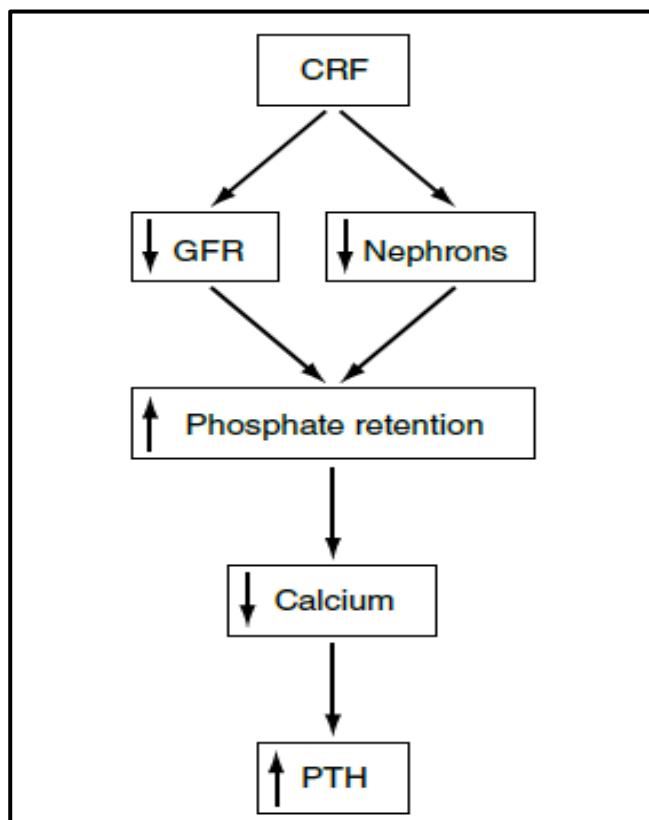 CRF
GFR
Nephrons
Phosphate retention
Calcium
PTH